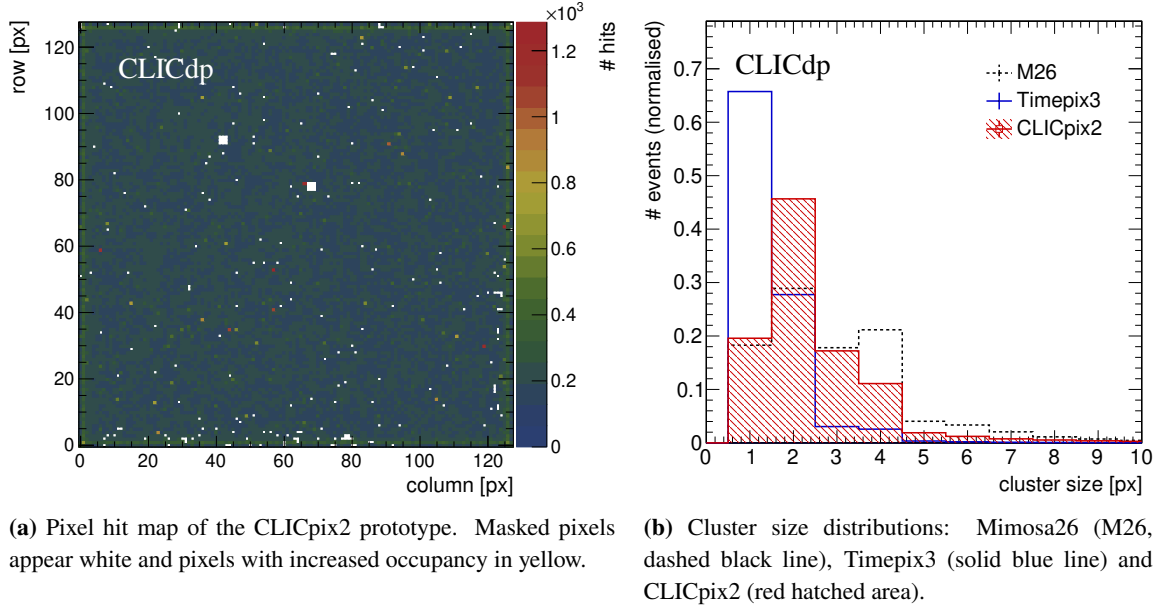 ×10³
CLICdp
row [px]
120
100
80
60
40
20
0
0 20 40 60 80 100 120
column [px]
# hits
1.2
1
0.8
0.6
0.4
0.2
0
CLICdp
M26
Timepix3
CLICpix2
# events (normalised)
0.7
0.6
0.5
0.4
0.3
0.2
0.1
0
0 1 2 3 4 5 6 7 8 9 10
cluster size [px]
(a) Pixel hit map of the CLICpix2 prototype. Masked pixels
appear white and pixels with increased occupancy in yellow.
(b) Cluster size distributions: Mimosa26 (M26,
dashed black line), Timepix3 (solid blue line) and
CLICpix2 (red hatched area).